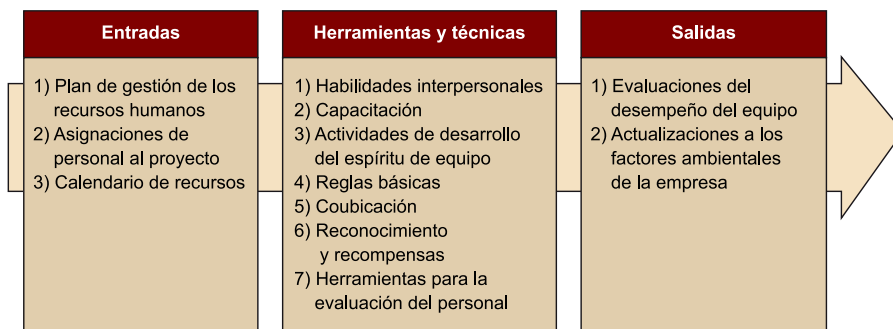 Entradas
1) Plan de gestión de los
recursos humanos
2) Asignaciones de
personal al proyecto
3) Calendario de recursos
Herramientas y técnicas
1) Habilidades interpersonales
2) Capacitación
3) Actividades de desarrollo
del espíritu de equipo
4) Reglas básicas
5) Coubicación
6) Reconocimiento
y recompensas
7) Herramientas para la
evaluación del personal
Salidas
1) Evaluaciones del
desempeño del equipo
2) Actualizaciones a los
factores ambientales
de la empresa